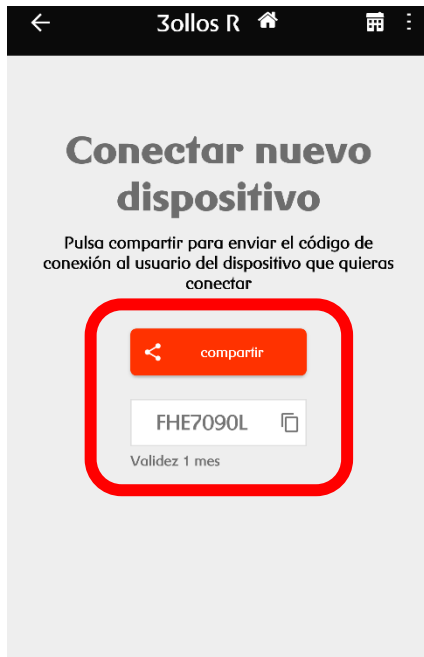 3ollos R
Conectar nuevo
dispositivo
Pulsa compartir para enviar el código de
conexión al usuario del dispositivo que quieras
conectar
compartir
FHE7090L
Validez 1 mes